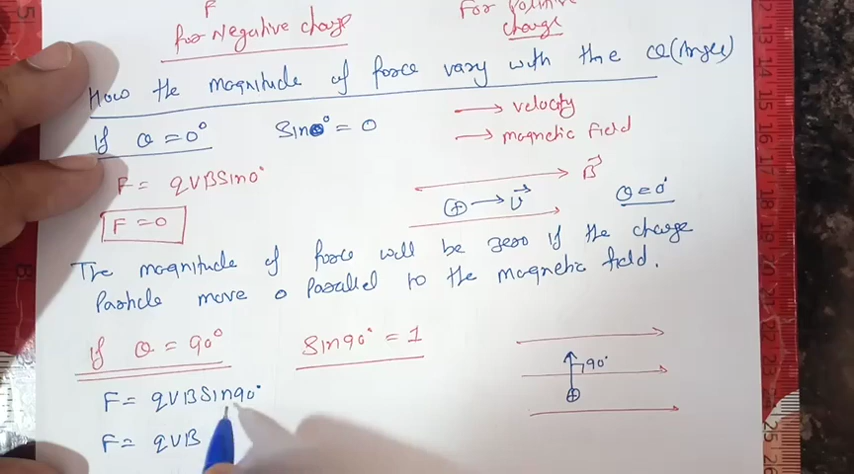 F
for Negative charge
For Positive
charge
How the magnitude of force vary with the θ(Angle)
If θ = 0° Sin0° = 0
→ velocity
→ magnetic field
F = qVBSin0°
F = 0
B⃗
⊕ → v⃗
θ = 0°
The magnitude of force will be zero if the charge
Particle move parallel to the magnetic field.
If θ = 90° Sin90° = 1
90°
F = qVBSin90°
F = qVB